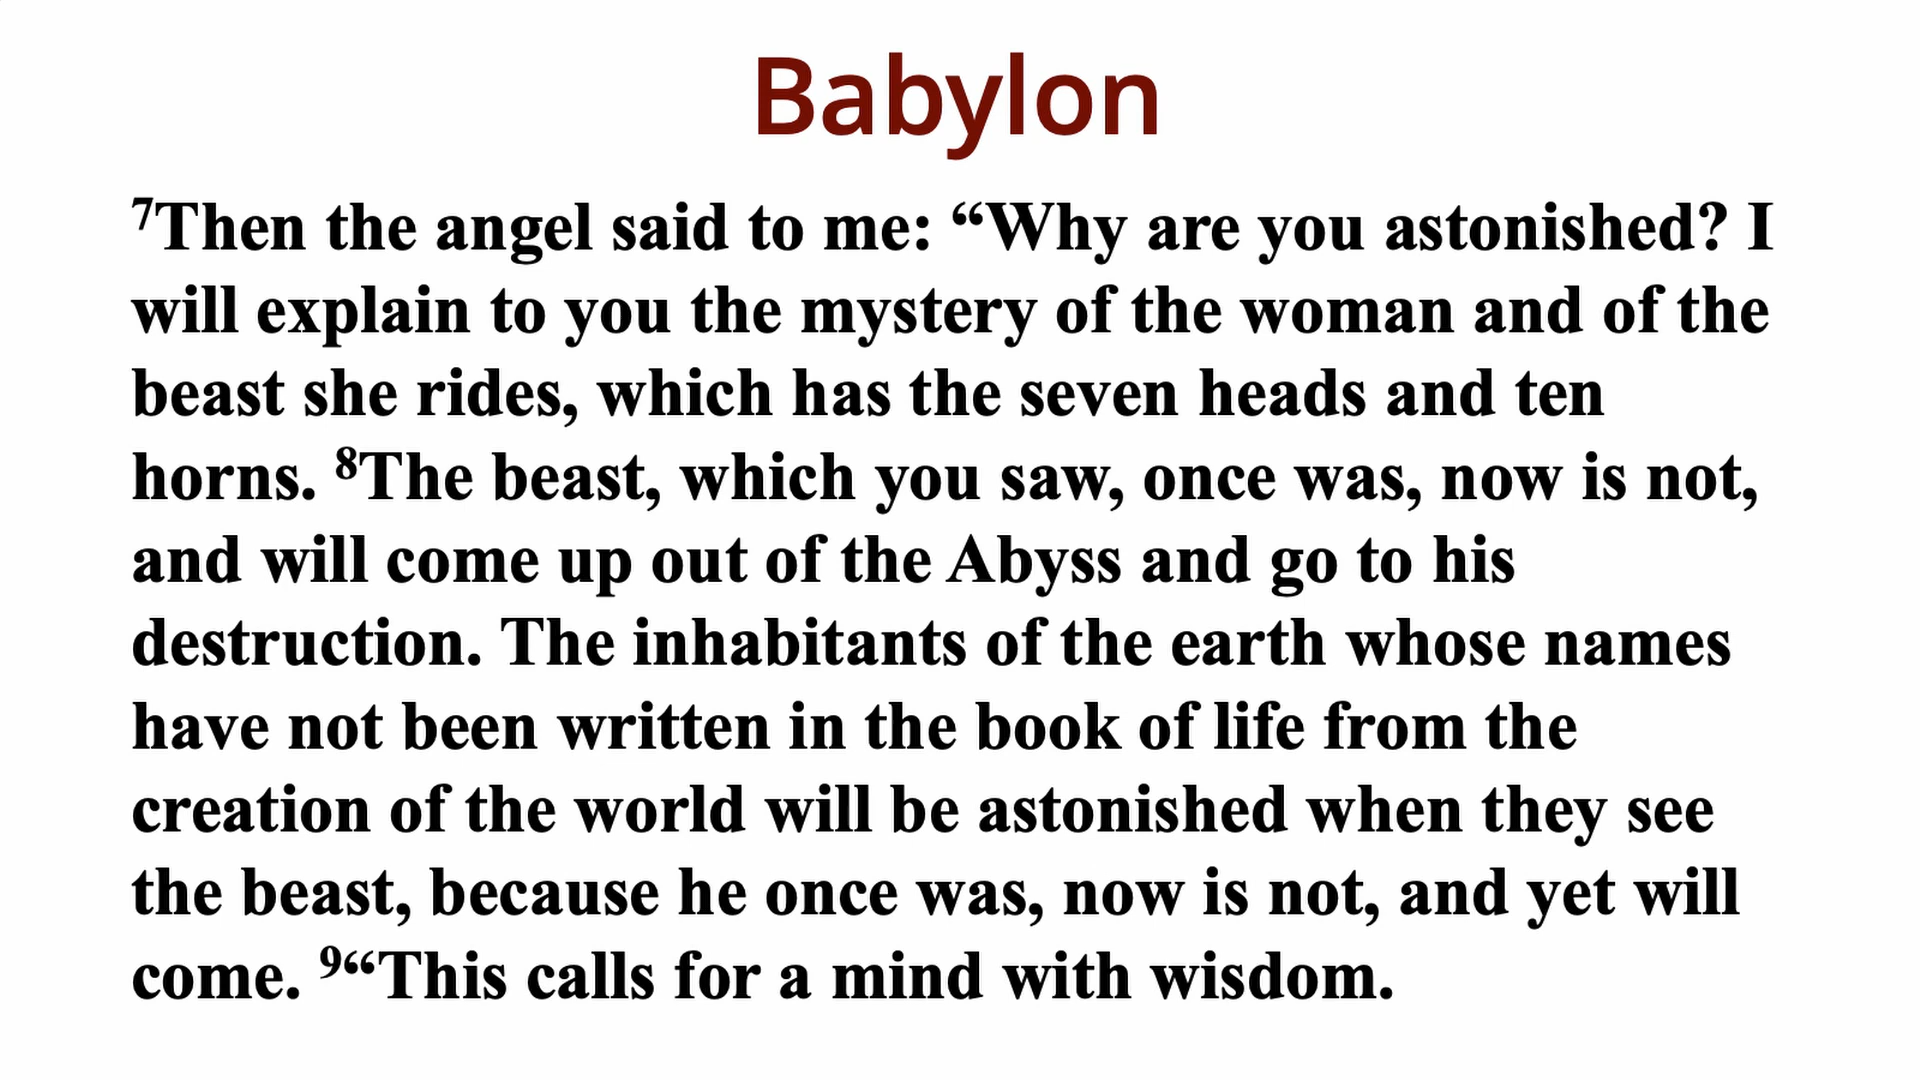 Babylon
⁷Then the angel said to me: “Why are you astonished? I
will explain to you the mystery of the woman and of the
beast she rides, which has the seven heads and ten
horns. ⁸The beast, which you saw, once was, now is not,
and will come up out of the Abyss and go to his
destruction. The inhabitants of the earth whose names
have not been written in the book of life from the
creation of the world will be astonished when they see
the beast, because he once was, now is not, and yet will
come. ⁹“This calls for a mind with wisdom.